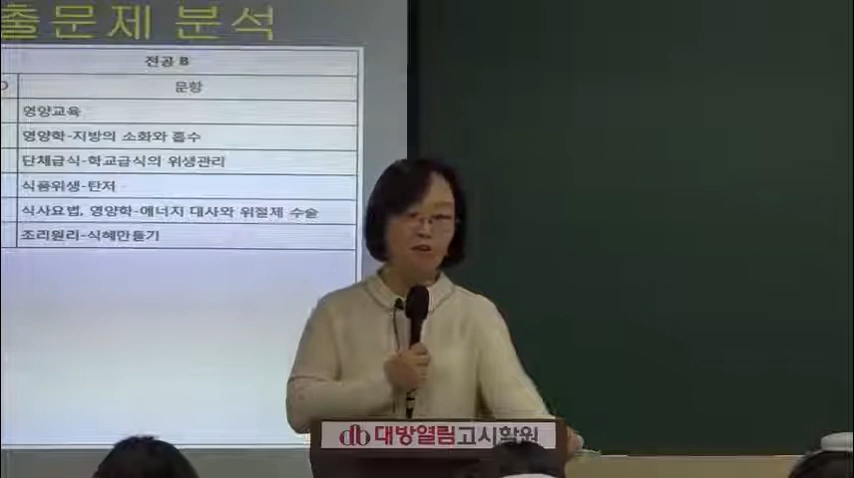 출문제 분석
전공 B
문항
영양교육
영양학-지방의 소화와 흡수
단체급식-학교급식의 위생관리
식품위생-탄저
식사요법, 영양학-에너지 대사와 위절제 수술
조리원리-식혜만들기
대방열림고시학원